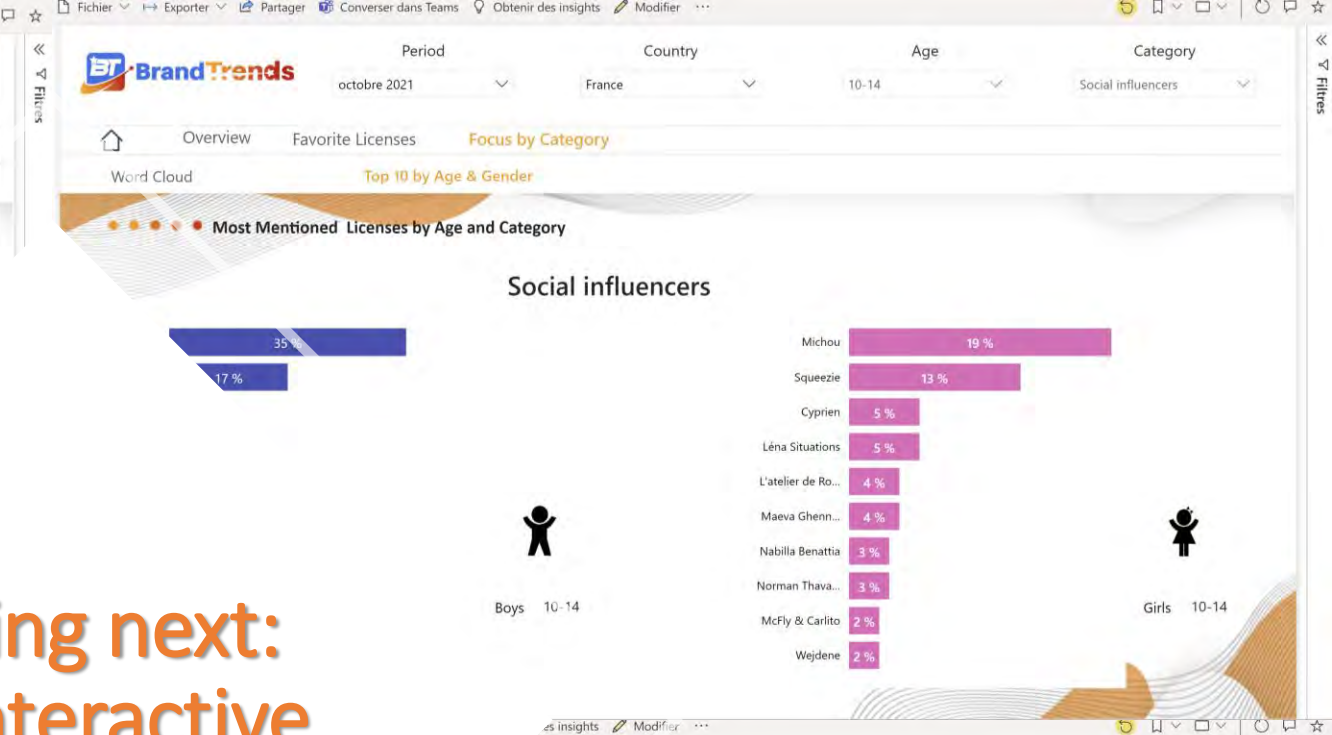 Fichier Exporter Partager Converser dans Teams Obtenir des insights Modifier ...
Filtres
BT BrandTrends
Period Country Age Category
octobre 2021 France 10-14 Social influencers
Filtres
Overview Favorite Licenses Focus by Category
Word Cloud Top 10 by Age & Gender
Most Mentioned Licenses by Age and Category
Social influencers
35 %
17 %
Boys 10-14
Michou 19 %
Squeezie 13 %
Cyprien 5 %
Léna Situations 5 %
L'atelier de Ro... 4 %
Maeva Ghenn... 4 %
Nabilla Benattia 3 %
Norman Thava... 3 %
McFly & Carlito 2 %
Wejdene 2 %
Girls 10-14
ing next:
nteractive
es insights Modifier ...